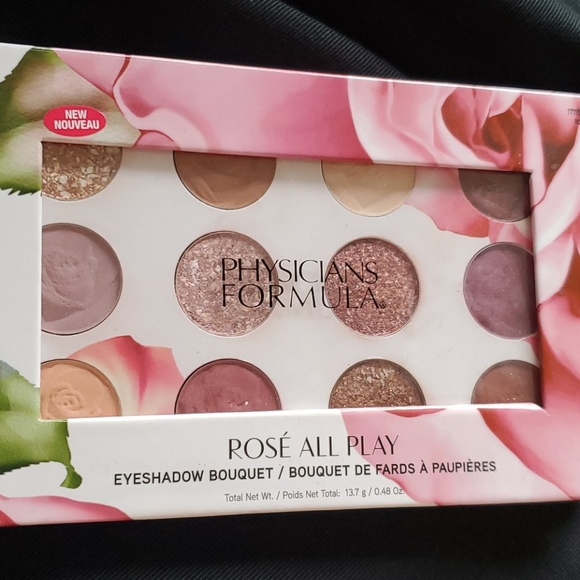 NEW
NOUVEAU
PHYSICIANS
FORMULA®
ROSÉ ALL PLAY
EYESHADOW BOUQUET / BOUQUET DE FARDS À PAUPIÈRES
Total Net Wt. / Poids Net Total: 13.7 g / 0.48 Oz.